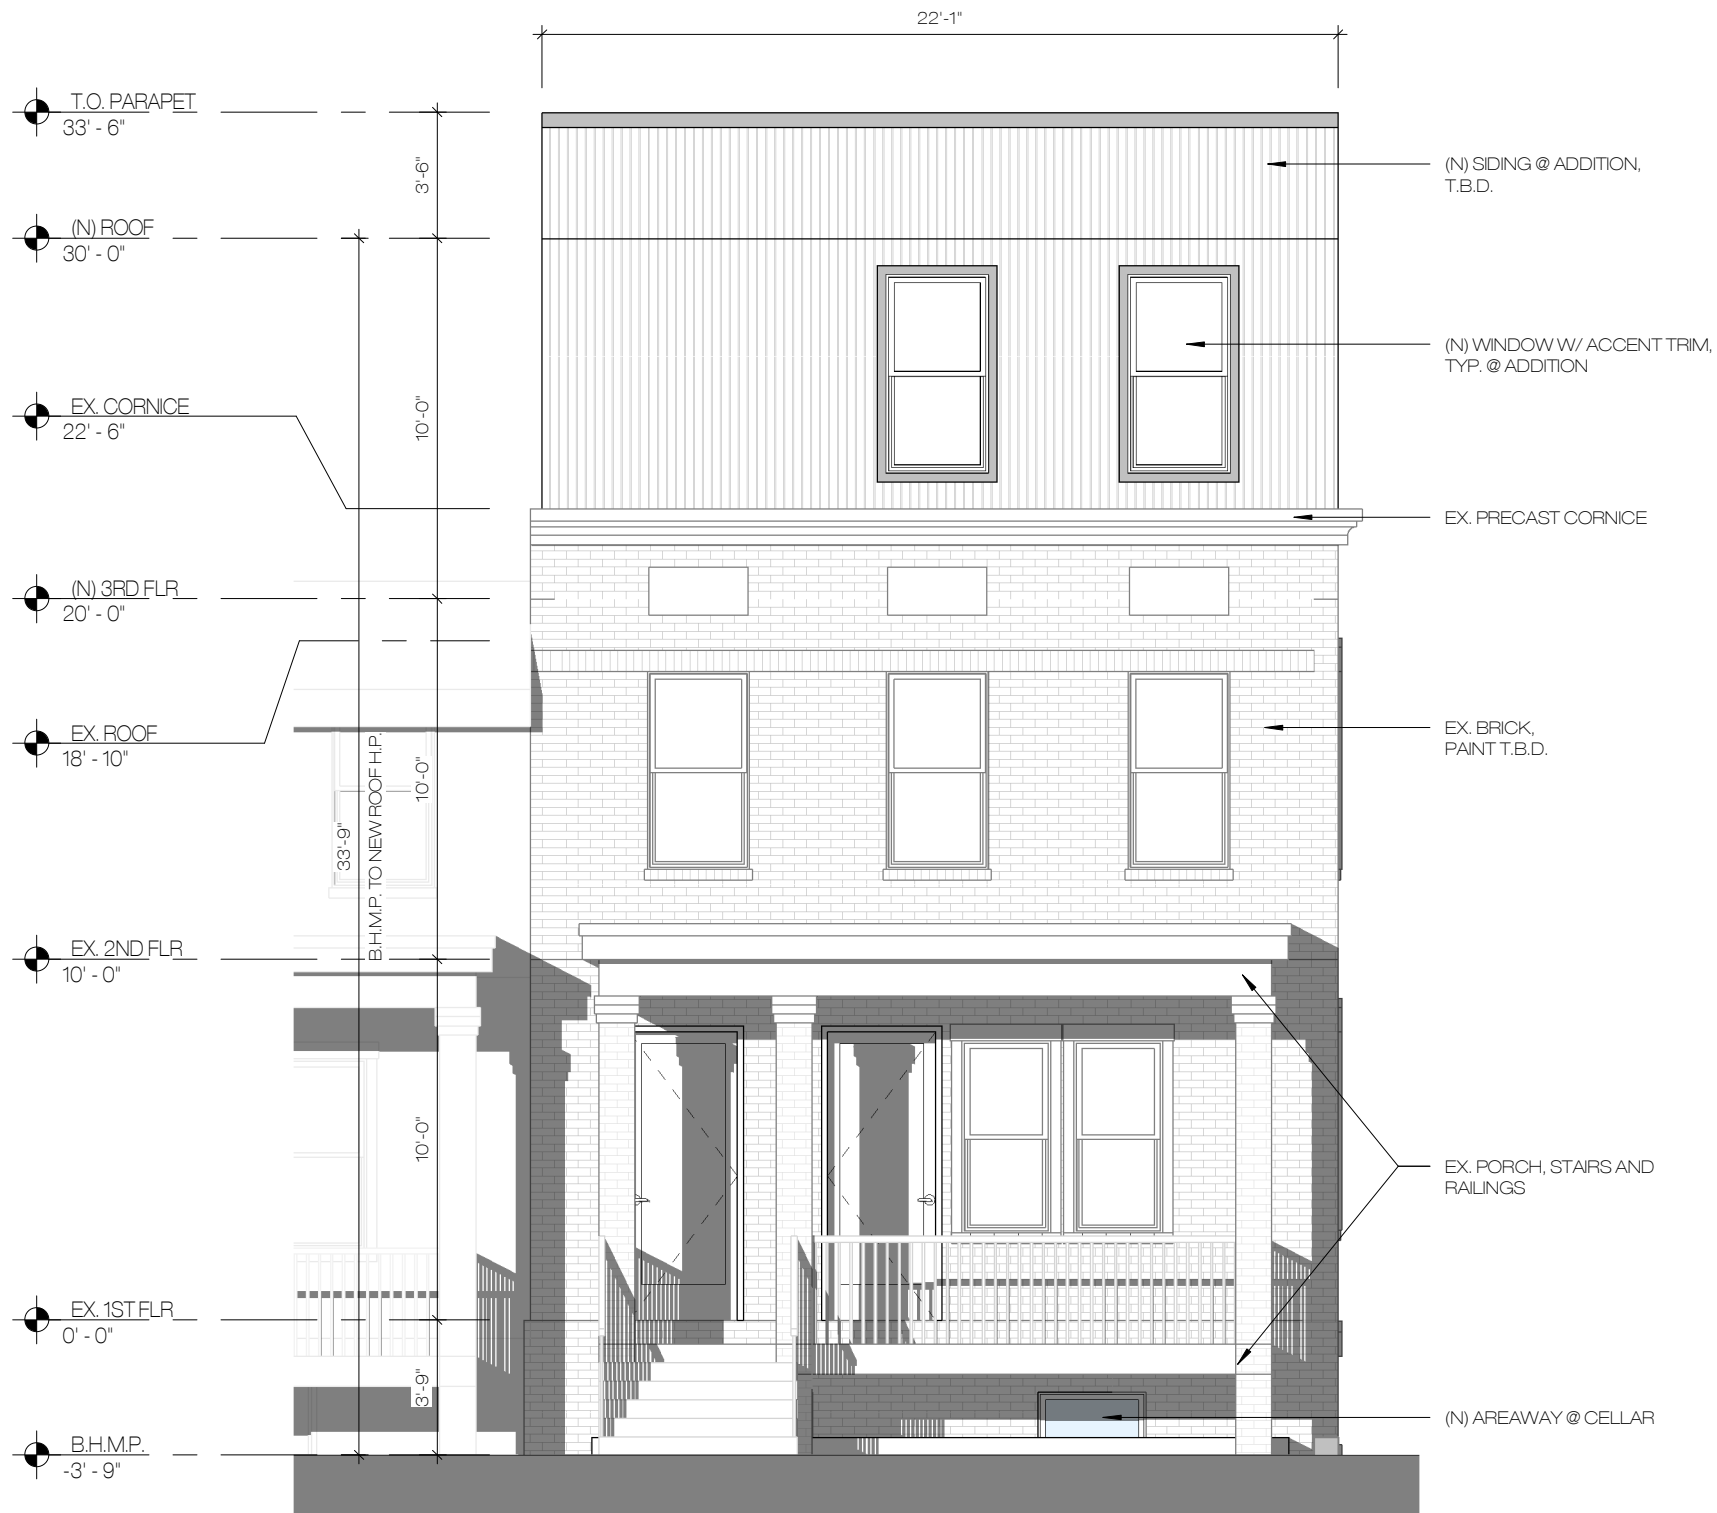 22'-1"
T.O. PARAPET
33' - 6"
3'-6"
(N) SIDING @ ADDITION,
T.B.D.
(N) ROOF
30' - 0"
(N) WINDOW W/ ACCENT TRIM,
TYP. @ ADDITION
EX. CORNICE
22' - 6"
10'-0"
EX. PRECAST CORNICE
(N) 3RD FLR
20' - 0"
EX. ROOF
18' - 10"
EX. BRICK,
PAINT T.B.D.
10'-0"
33'-9"
B.H.M.P. TO NEW ROOF H.P.
EX. 2ND FLR
10' - 0"
10'-0"
EX. PORCH, STAIRS AND
RAILINGS
EX. 1ST FLR
0' - 0"
3'-9"
(N) AREAWAY @ CELLAR
B.H.M.P.
-3' - 9"